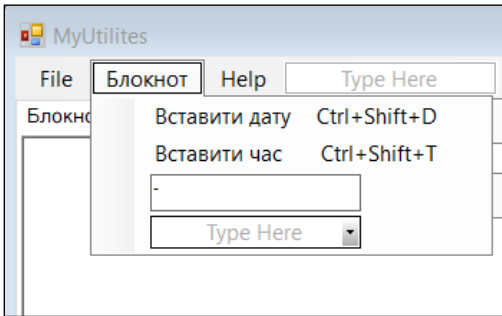 MyUtilites
File Блокнот Help Type Here
Блокно
Вставити дату Ctrl+Shift+D
Вставити час Ctrl+Shift+T
-
Type Here